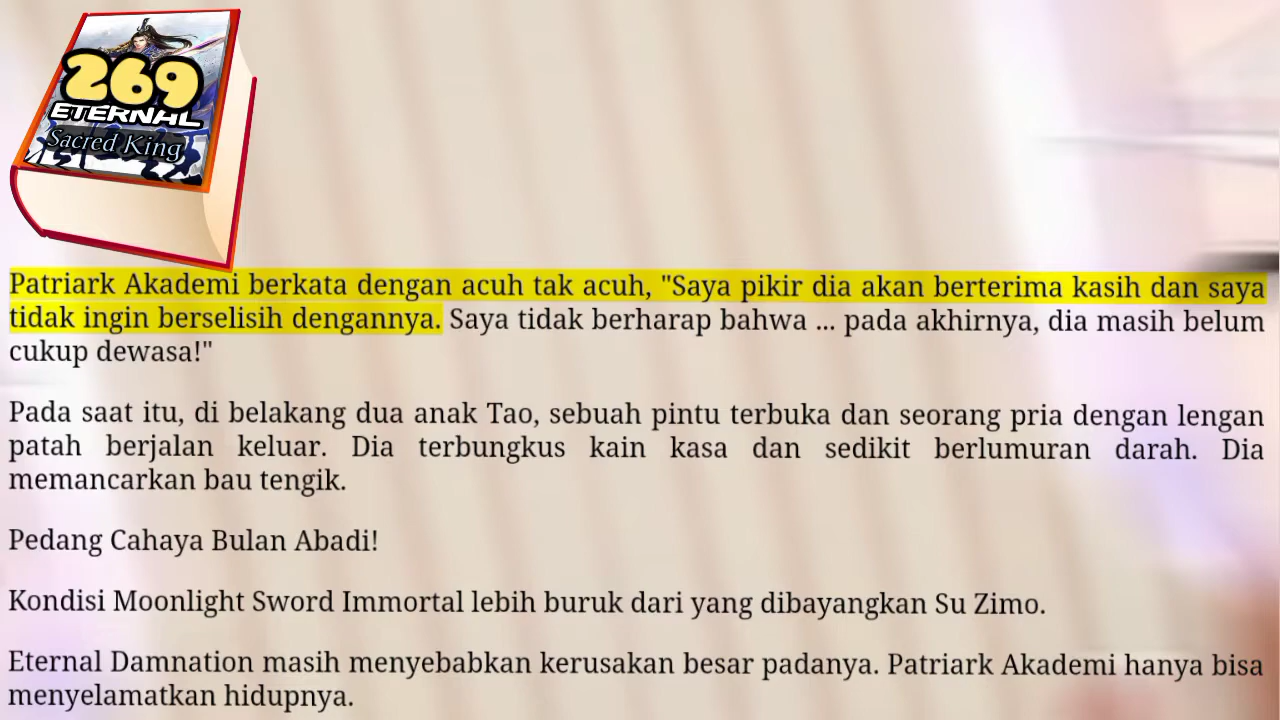 269
ETERNAL
Sacred King
Patriark Akademi berkata dengan acuh tak acuh, "Saya pikir dia akan berterima kasih dan saya
tidak ingin berselisih dengannya. Saya tidak berharap bahwa ... pada akhirnya, dia masih belum
cukup dewasa!"
Pada saat itu, di belakang dua anak Tao, sebuah pintu terbuka dan seorang pria dengan lengan
patah berjalan keluar. Dia terbungkus kain kasa dan sedikit berlumuran darah. Dia
memancarkan bau tengik.
Pedang Cahaya Bulan Abadi!
Kondisi Moonlight Sword Immortal lebih buruk dari yang dibayangkan Su Zimo.
Eternal Damnation masih menyebabkan kerusakan besar padanya. Patriark Akademi hanya bisa
menyelamatkan hidupnya.